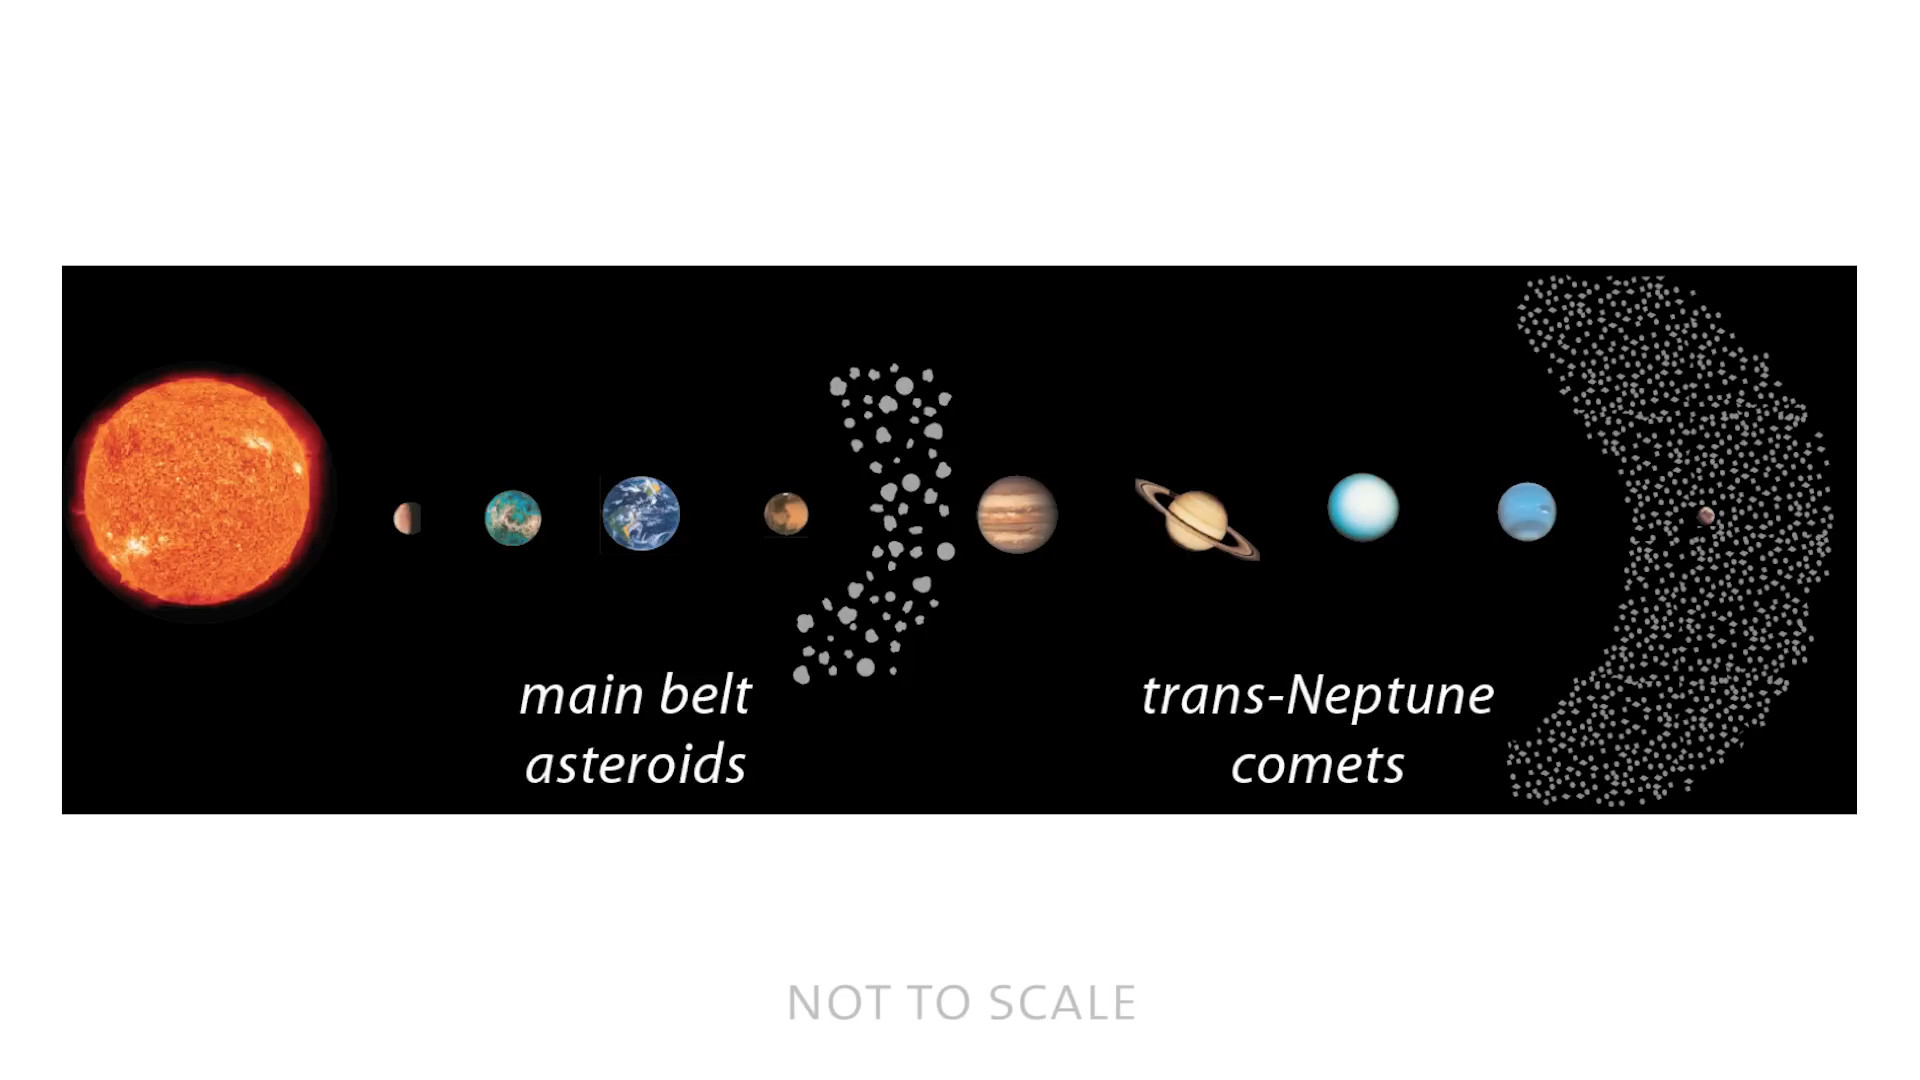 main belt
asteroids
trans-Neptune
comets
NOT TO SCALE